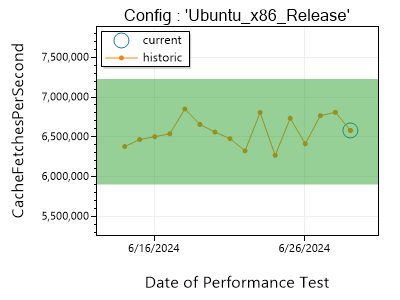 Config : 'Ubuntu_x86_Release'
current
historic
7,500,000
7,000,000
6,500,000
6,000,000
5,500,000
CacheFetchesPerSecond
6/16/2024
6/26/2024
Date of Performance Test